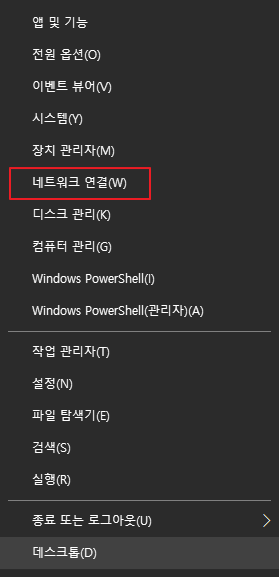 앱 및 기능
전원 옵션(O)
이벤트 뷰어(V)
시스템(Y)
장치 관리자(M)
네트워크 연결(W)
디스크 관리(K)
컴퓨터 관리(G)
Windows PowerShell(I)
Windows PowerShell(관리자)(A)
작업 관리자(T)
설정(N)
파일 탐색기(E)
검색(S)
실행(R)
종료 또는 로그아웃(U)
데스크톱(D)